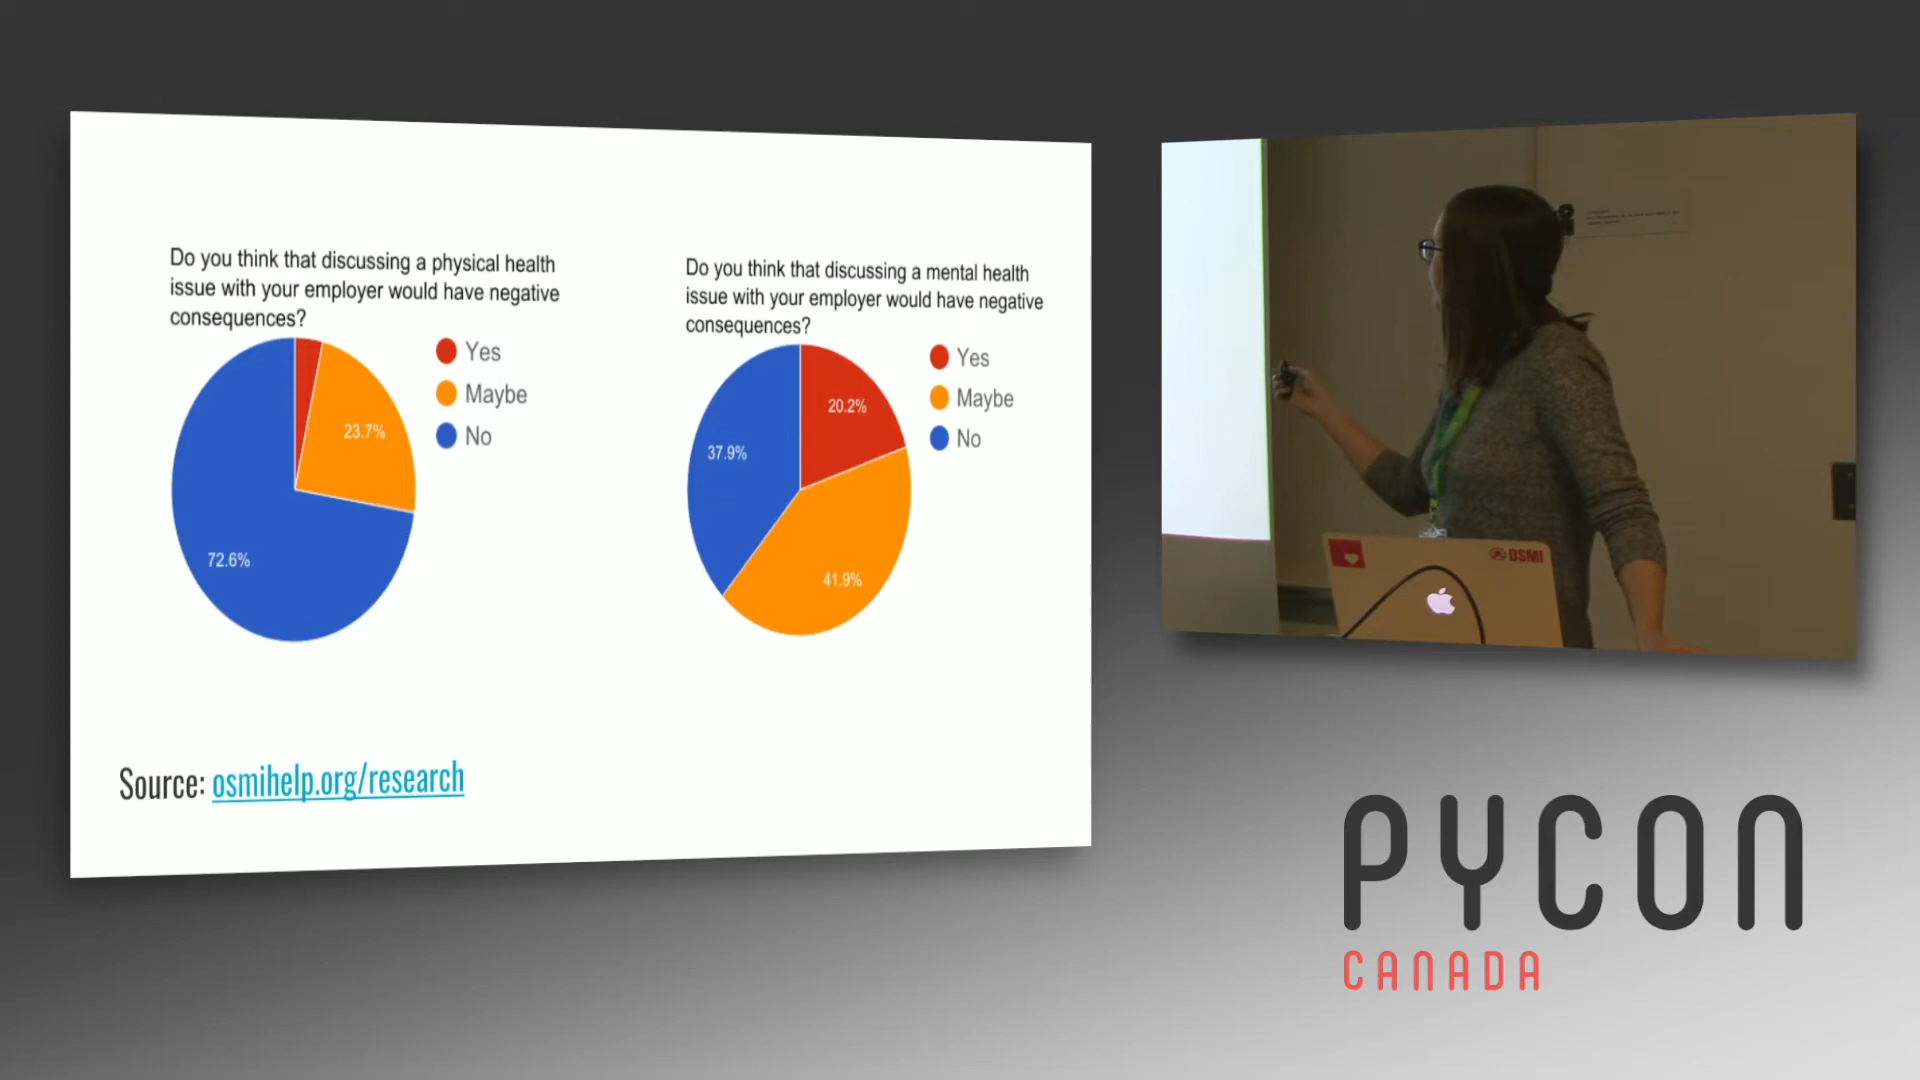 Do you think that discussing a physical health
issue with your employer would have negative
consequences?
Yes
Maybe
No
23.7%
72.6%
Do you think that discussing a mental health
issue with your employer would have negative
consequences?
Yes
Maybe
No
20.2%
37.9%
41.9%
Source: osmihelp.org/research
OSMI
PYCON
CANADA